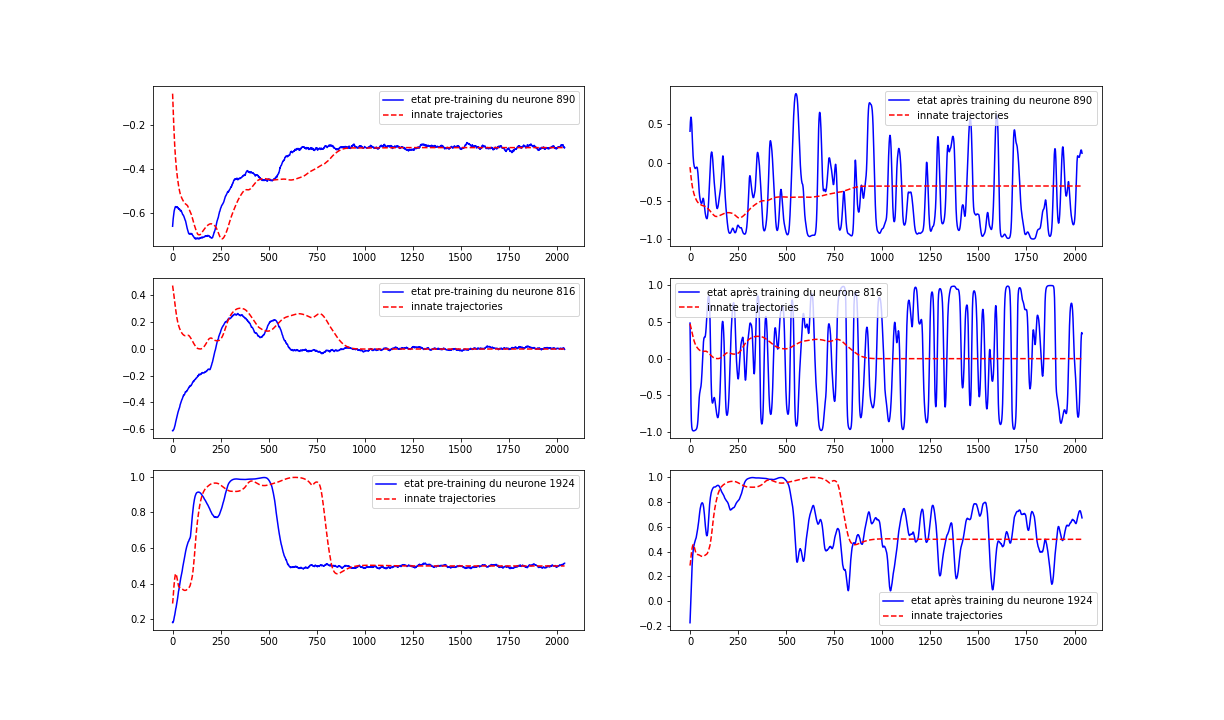 etat pre-training du neurone 890
innate trajectories
−0.2
−0.4
−0.6
0 250 500 750 1000 1250 1500 1750 2000
etat après training du neurone 890
innate trajectories
0.5
0.0
−0.5
−1.0
0 250 500 750 1000 1250 1500 1750 2000
etat pre-training du neurone 816
innate trajectories
0.4
0.2
0.0
−0.2
−0.4
−0.6
0 250 500 750 1000 1250 1500 1750 2000
etat après training du neurone 816
innate trajectories
1.0
0.5
0.0
−0.5
−1.0
0 250 500 750 1000 1250 1500 1750 2000
etat pre-training du neurone 1924
innate trajectories
1.0
0.8
0.6
0.4
0.2
0 250 500 750 1000 1250 1500 1750 2000
1.0
0.8
0.6
0.4
0.2
0.0
−0.2
etat après training du neurone 1924
innate trajectories
0 250 500 750 1000 1250 1500 1750 2000